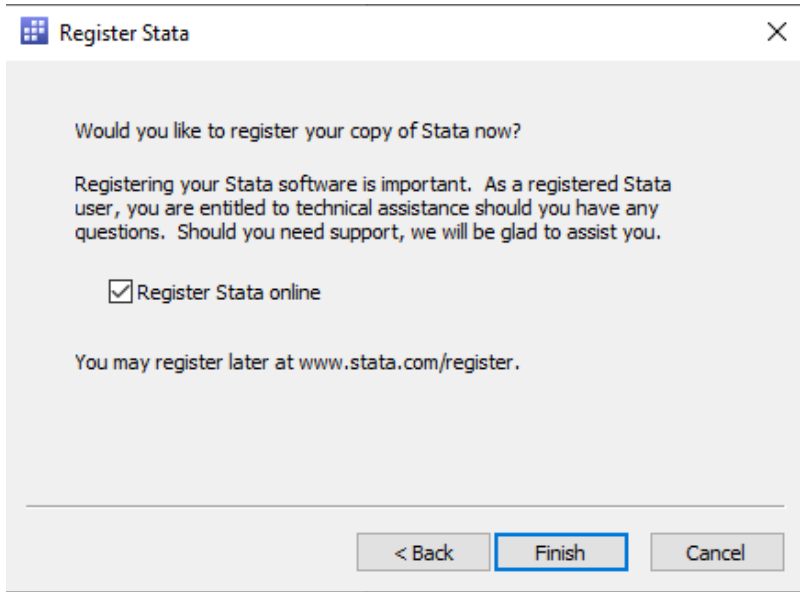 Register Stata
Would you like to register your copy of Stata now?
Registering your Stata software is important.  As a registered Stata
user, you are entitled to technical assistance should you have any
questions.  Should you need support, we will be glad to assist you.
Register Stata online
You may register later at www.stata.com/register.
< Back
Finish
Cancel